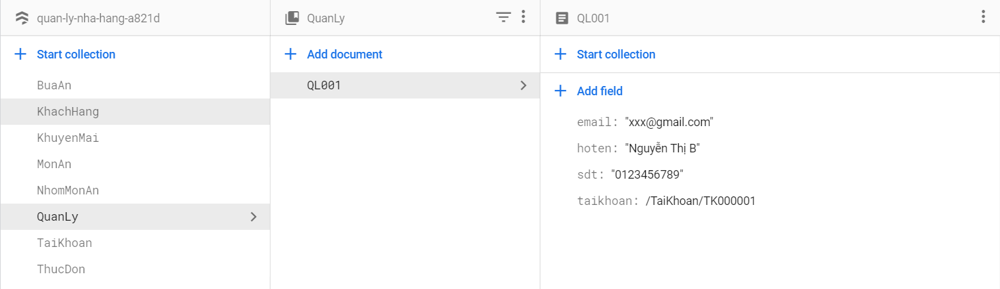 quan-ly-nha-hang-a821d
Start collection
BuaAn
KhachHang
KhuyenMai
MonAn
NhomMonAn
QuanLy
TaiKhoan
ThucDon
QuanLy
Add document
QL001
QL001
Start collection
Add field
email: "xxx@gmail.com"
hoten: "Nguyễn Thị B"
sdt: "0123456789"
taikhoan: /TaiKhoan/TK000001